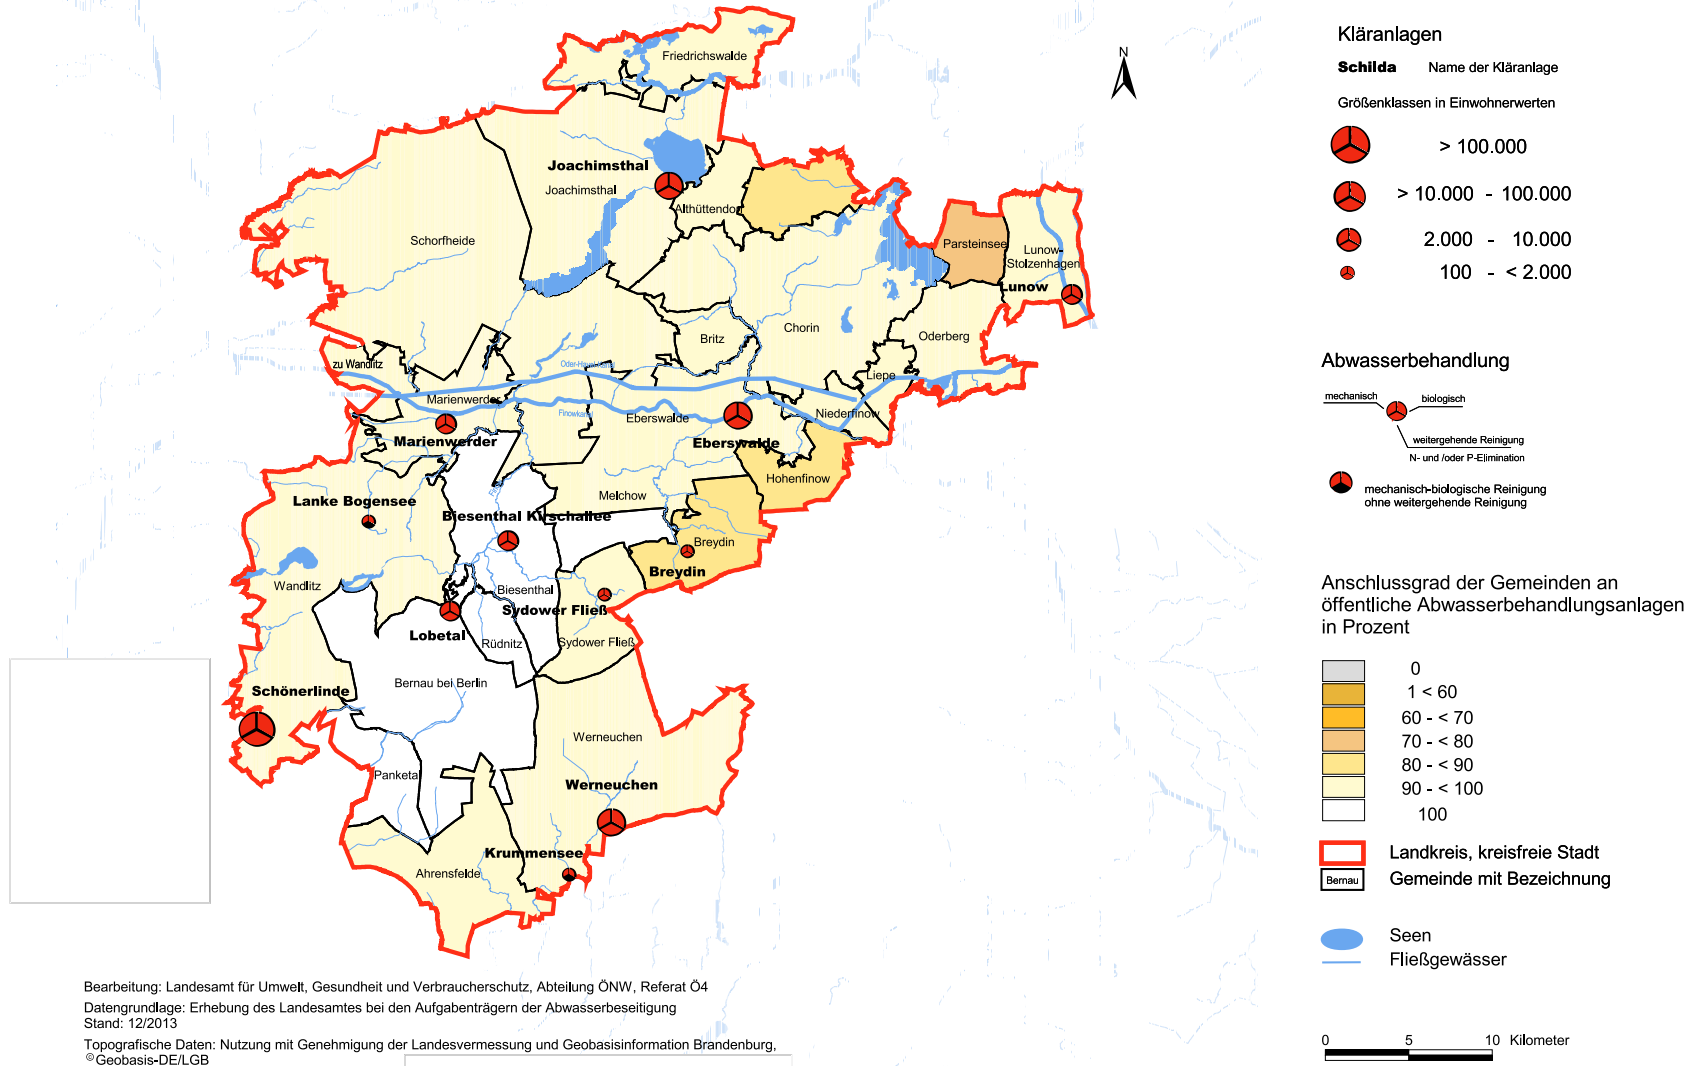 Friedrichswalde
N
Joachimsthal
Joachimsthal
Althüttendorf
Schorfheide
Parsteinsee
Lunow-
Stolzenhagen
Lunow
Chorin
Britz
Oderberg
zu Wandlitz
Oder-Havel-Kanal
Liepe
Marienwerder
Finowkanal
Eberswalde
Niederfinow
Marienwerder
Eberswalde
Hohenfinow
Lanke Bogensee
Melchow
Biesenthal Kirschallee
Breydin
Breydin
Wandlitz
Biesenthal
Sydower Fließ
Lobetal
Rüdnitz
Sydower Fließ
Schönerlinde
Bernau bei Berlin
Werneuchen
Panketal
Werneuchen
Krummensee
Ahrensfelde
Kläranlagen
Schilda Name der Kläranlage
Größenklassen in Einwohnerwerten
> 100.000
> 10.000 - 100.000
2.000 - 10.000
100 - < 2.000
Abwasserbehandlung
mechanisch biologisch
weitergehende Reinigung
N- und /oder P-Elimination
mechanisch-biologische Reinigung
ohne weitergehende Reinigung
Anschlussgrad der Gemeinden an
öffentliche Abwasserbehandlungsanlagen
in Prozent
0
1 < 60
60 - < 70
70 - < 80
80 - < 90
90 - < 100
100
Landkreis, kreisfreie Stadt
Bernau Gemeinde mit Bezeichnung
Seen
Fließgewässer
0 5 10 Kilometer
Bearbeitung: Landesamt für Umwelt, Gesundheit und Verbraucherschutz, Abteilung ÖNW, Referat Ö4
Datengrundlage: Erhebung des Landesamtes bei den Aufgabenträgern der Abwasserbeseitigung
Stand: 12/2013
Topografische Daten: Nutzung mit Genehmigung der Landesvermessung und Geobasisinformation Brandenburg,
©Geobasis-DE/LGB